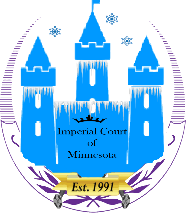 Imperial Court
of
Minnesota
Est. 1991